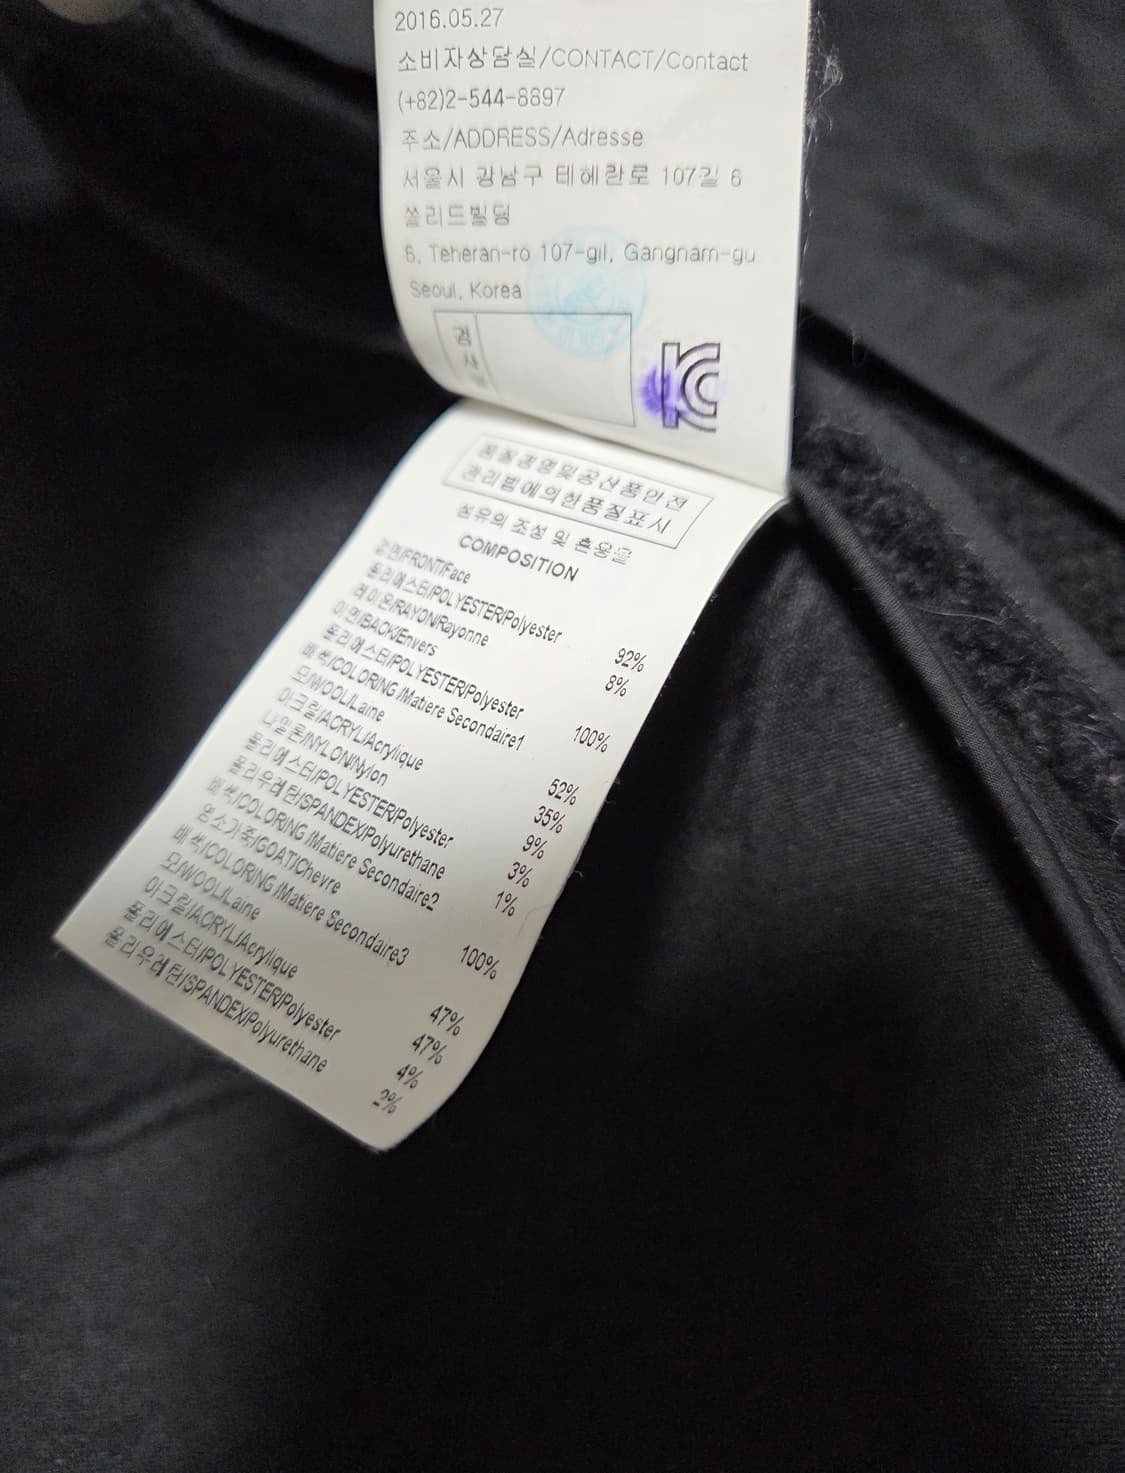 2016.05.27
소비자상담실/CONTACT/Contact
(+82)2-544-8897
주소/ADDRESS/Adresse
서울시 강남구 테헤란로 107길 6
쏠리드빌딩
6, Teheran-ro 107-gil, Gangnam-gu
Seoul, Korea
검사
KC
품질경영및공산품안전
관리법에의한품질표시
섬유의 조성 및 혼용율
COMPOSITION
겉면/FRONT/Face
폴리에스터/POLYESTER/Polyester 92%
레이온/RAYON/Rayonne 8%
이면/BACK/Envers
폴리에스터/POLYESTER/Polyester 100%
배색/COLORING /Matiere Secondaire1
모/WOOL/Laine 52%
아크릴/ACRYL/Acrylique 35%
나일론/NYLON/Nylon 9%
폴리에스터/POLYESTER/Polyester 3%
폴리우레탄/SPANDEX/Polyurethane 1%
배색/COLORING /Matiere Secondaire2
염소가죽/GOAT/Chevre 100%
배색/COLORING /Matiere Secondaire3
모/WOOL/Laine 47%
아크릴/ACRYL/Acrylique 47%
폴리에스터/POLYESTER/Polyester 4%
폴리우레탄/SPANDEX/Polyurethane 2%